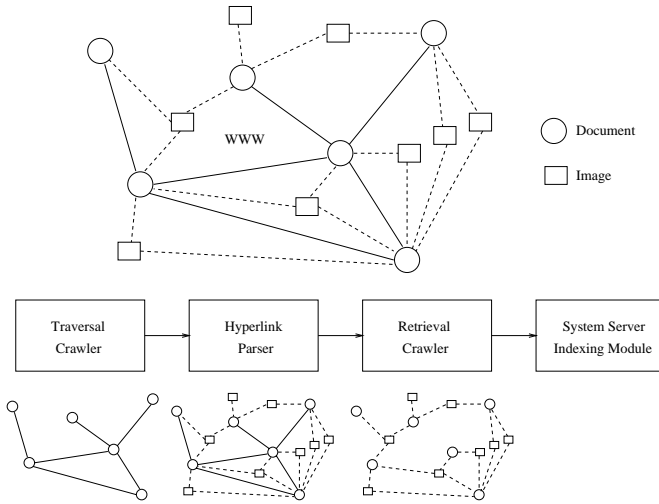 WWW
Document
Image
Traversal
Crawler
Hyperlink
Parser
Retrieval
Crawler
System Server
Indexing Module